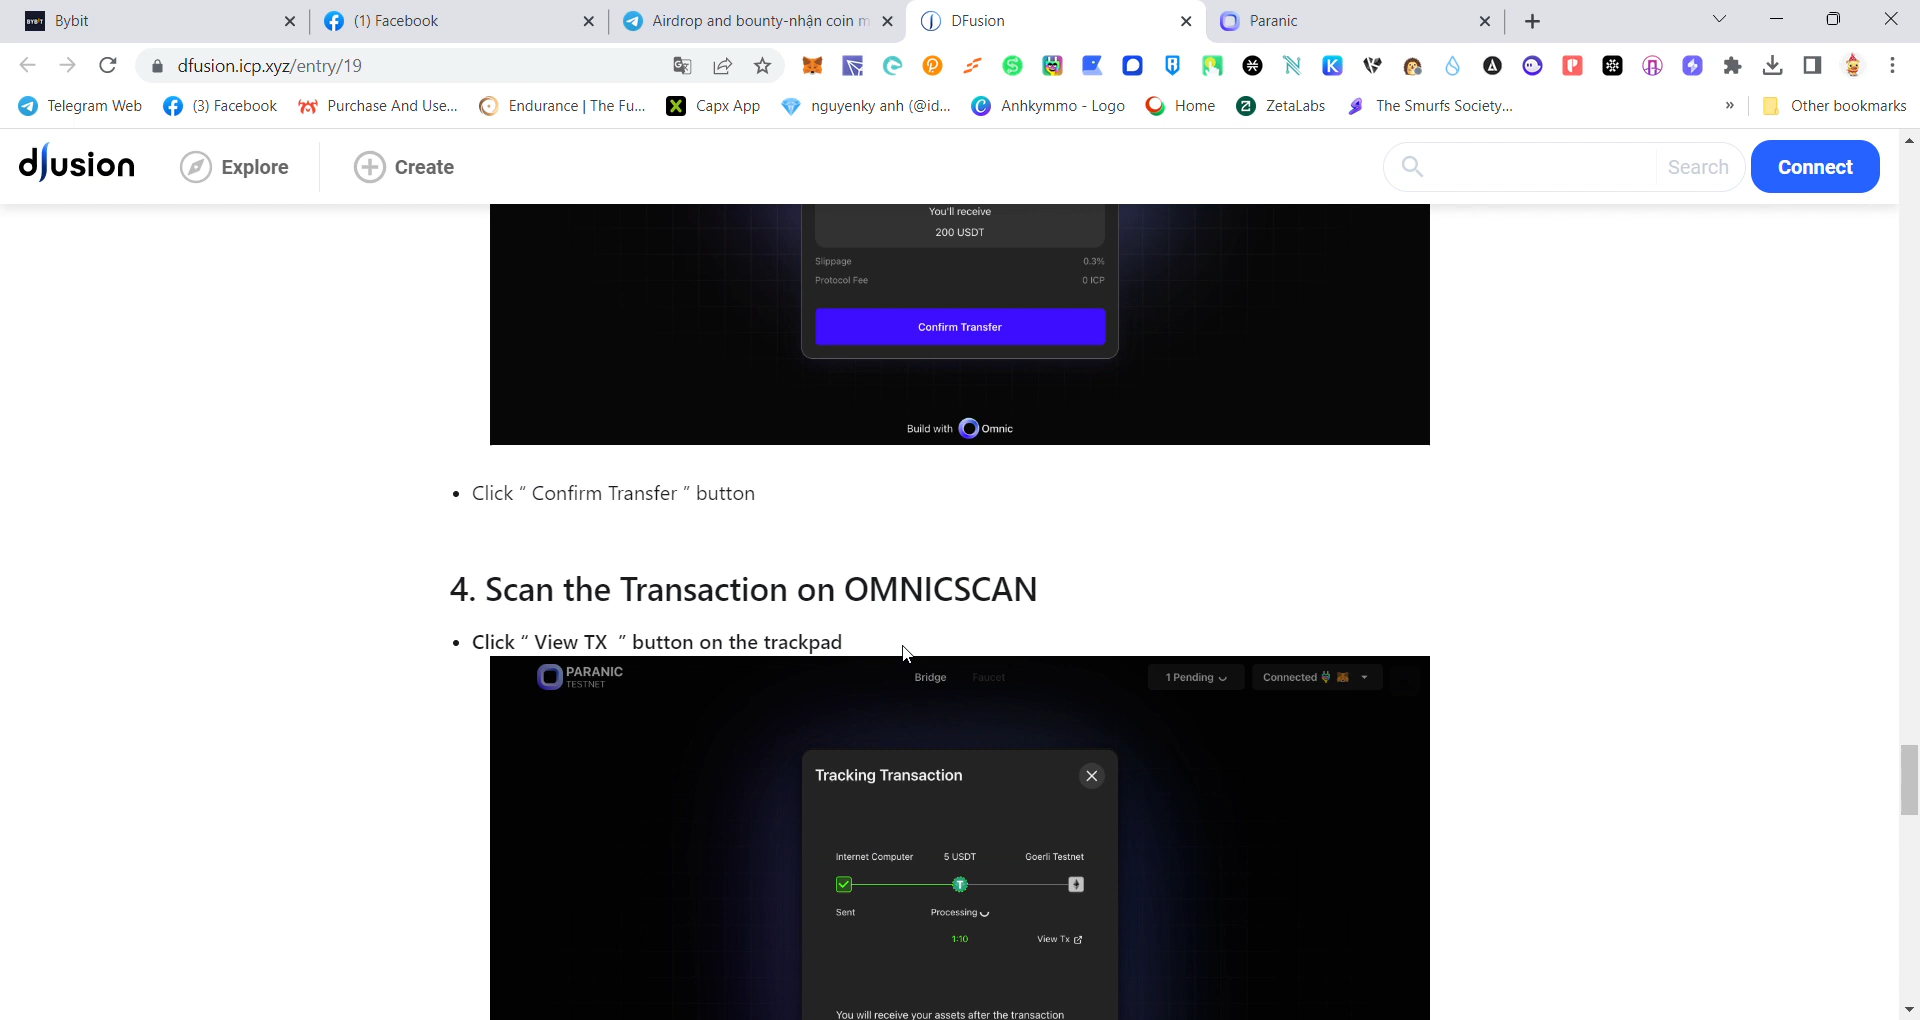 Bybit
(1) Facebook
Airdrop and bounty-nhận coin m
DFusion
Paranic
dfusion.icp.xyz/entry/19
Telegram Web
(3) Facebook
Purchase And Use...
Endurance | The Fu...
Capx App
nguyenky anh (@id...
Anhkymmo - Logo
Home
ZetaLabs
The Smurfs Society...
»
Other bookmarks
dfusion
Explore
Create
Search
Connect
You'll receive
200 USDT
Slippage 0.3%
Protocol Fee 0 ICP
Confirm Transfer
Build with Omnic
• Click “ Confirm Transfer ” button
4. Scan the Transaction on OMNICSCAN
• Click “ View TX ” button on the trackpad
PARANIC
TESTNET
Bridge
Faucet
1 Pending
Connected
Tracking Transaction
Internet Computer 5 USDT Goerli Testnet
Sent Processing
1:10 View Tx
You will receive your assets after the transaction